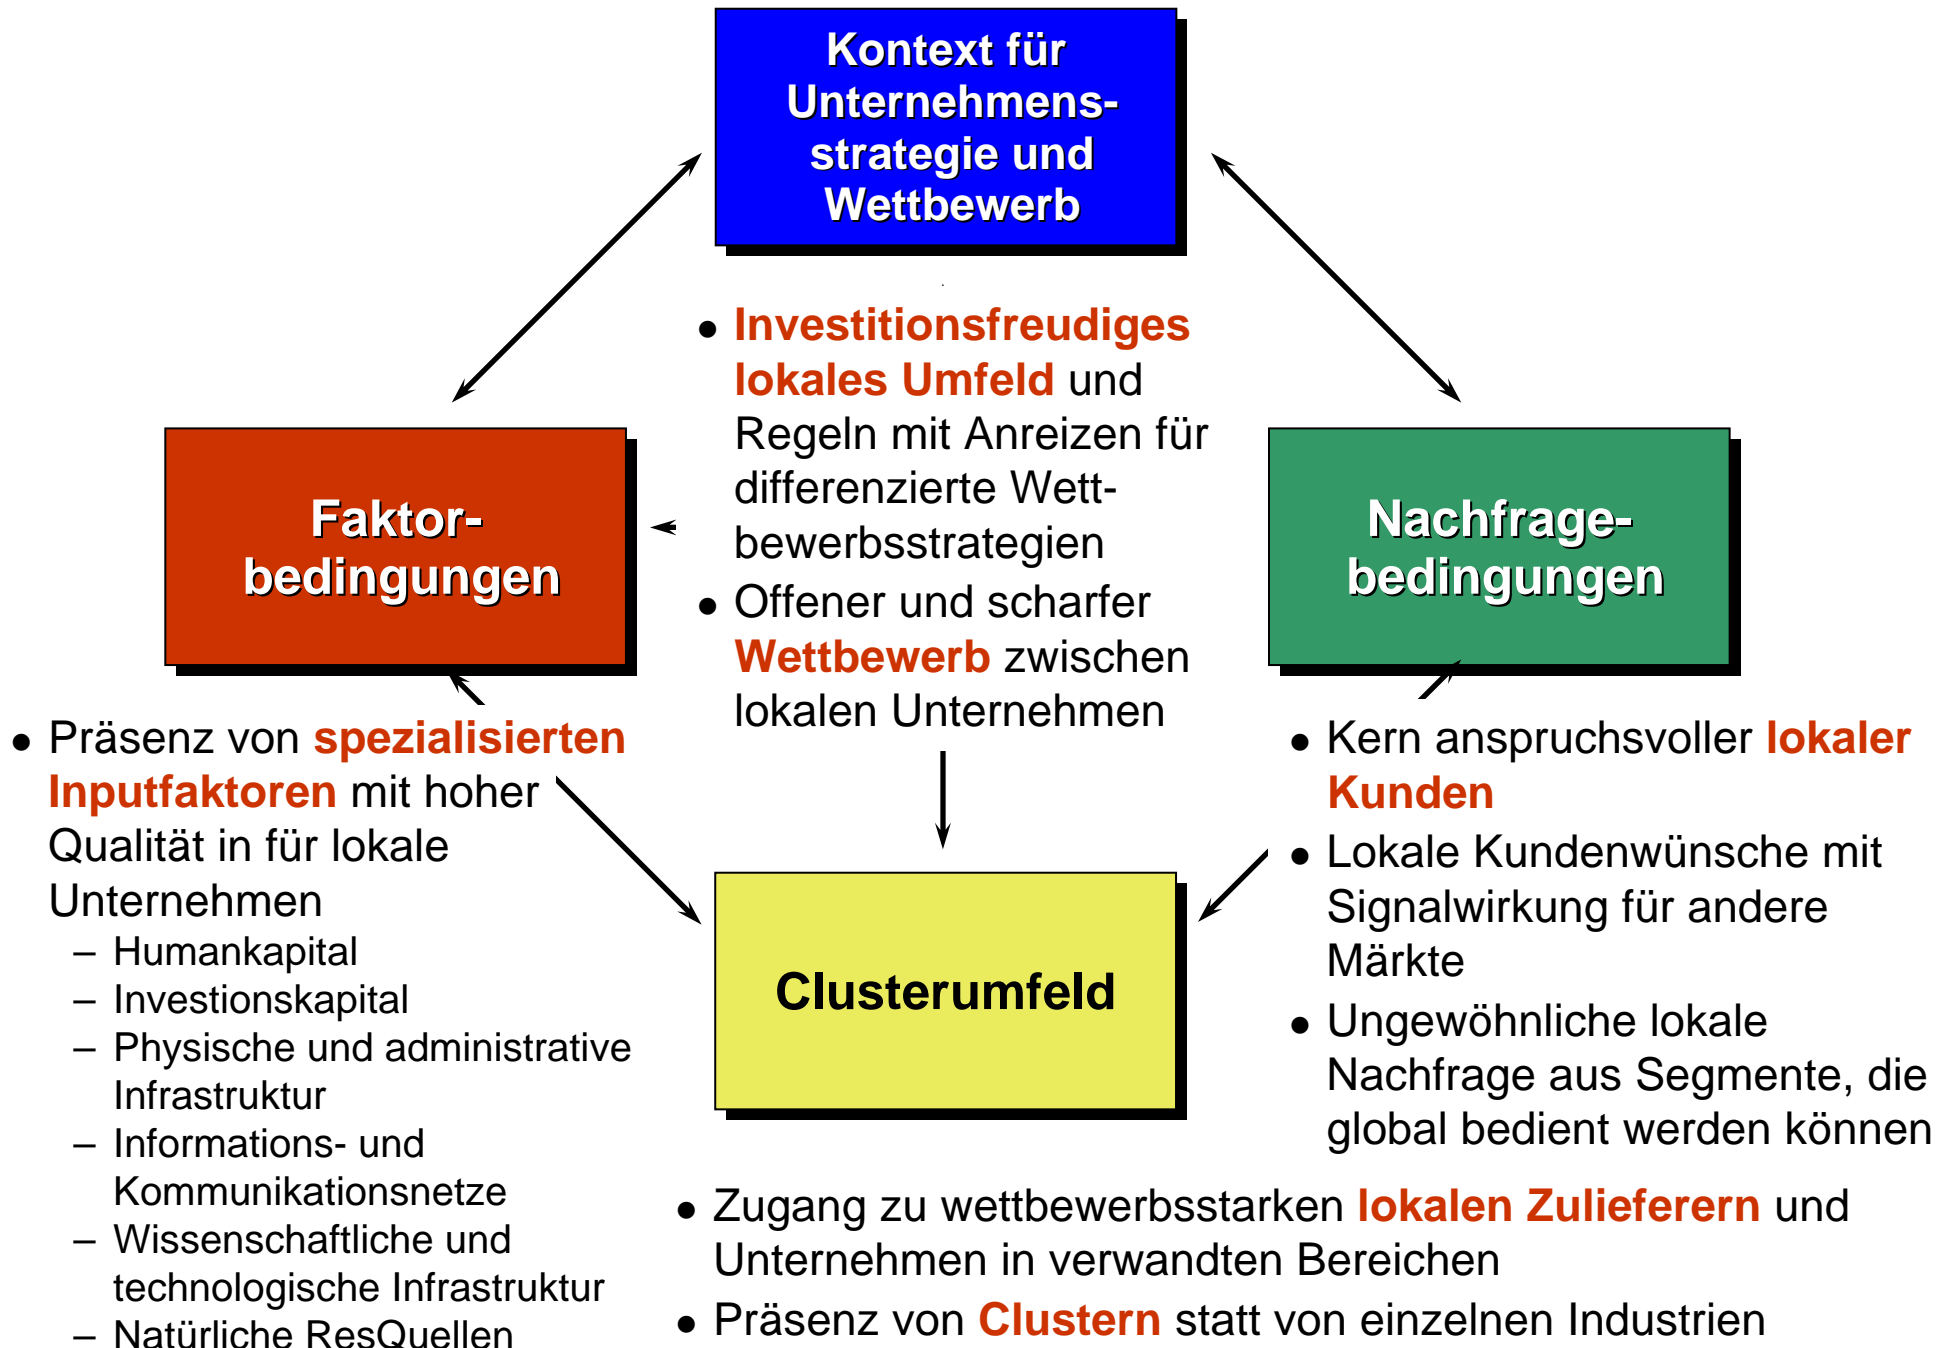 Kontext für
Unternehmens-
strategie und
Wettbewerb
● Investitionsfreudiges
lokales Umfeld und
Regeln mit Anreizen für
differenzierte Wett-
bewerbsstrategien
● Offener und scharfer
Wettbewerb zwischen
lokalen Unternehmen
Faktor-
bedingungen
Nachfrage-
bedingungen
● Präsenz von spezialisierten
Inputfaktoren mit hoher
Qualität in für lokale
Unternehmen
– Humankapital
– Investionskapital
– Physische und administrative
Infrastruktur
– Informations- und
Kommunikationsnetze
– Wissenschaftliche und
technologische Infrastruktur
– Natürliche ResQuellen
● Kern anspruchsvoller lokaler
Kunden
● Lokale Kundenwünsche mit
Signalwirkung für andere
Märkte
● Ungewöhnliche lokale
Nachfrage aus Segmente, die
global bedient werden können
Clusterumfeld
● Zugang zu wettbewerbsstarken lokalen Zulieferern und
Unternehmen in verwandten Bereichen
● Präsenz von Clustern statt von einzelnen Industrien